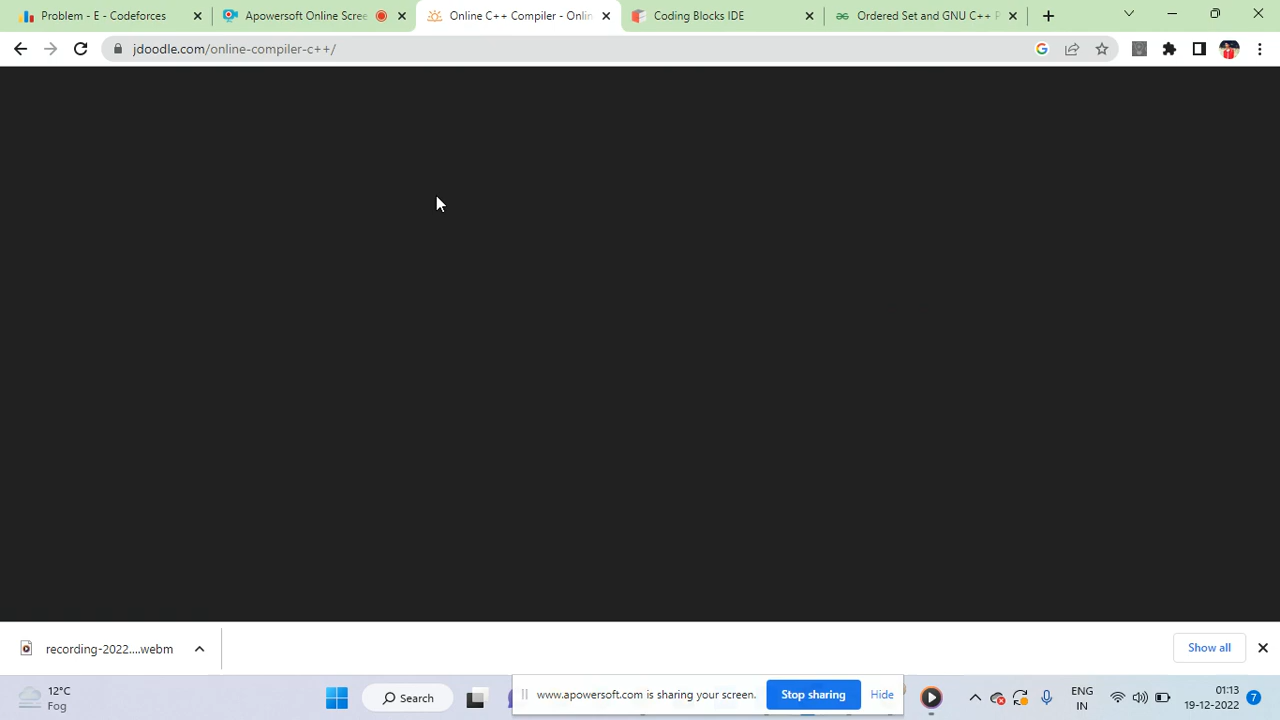 Problem - E - Codeforces
Apowersoft Online Scree
Online C++ Compiler - Onlin
Coding Blocks IDE
Ordered Set and GNU C++ P
jdoodle.com/online-compiler-c++/
recording-2022....webm
Show all
12°C
Fog
Search
www.apowersoft.com is sharing your screen.
Stop sharing
Hide
ENG
IN
01:13
19-12-2022
7